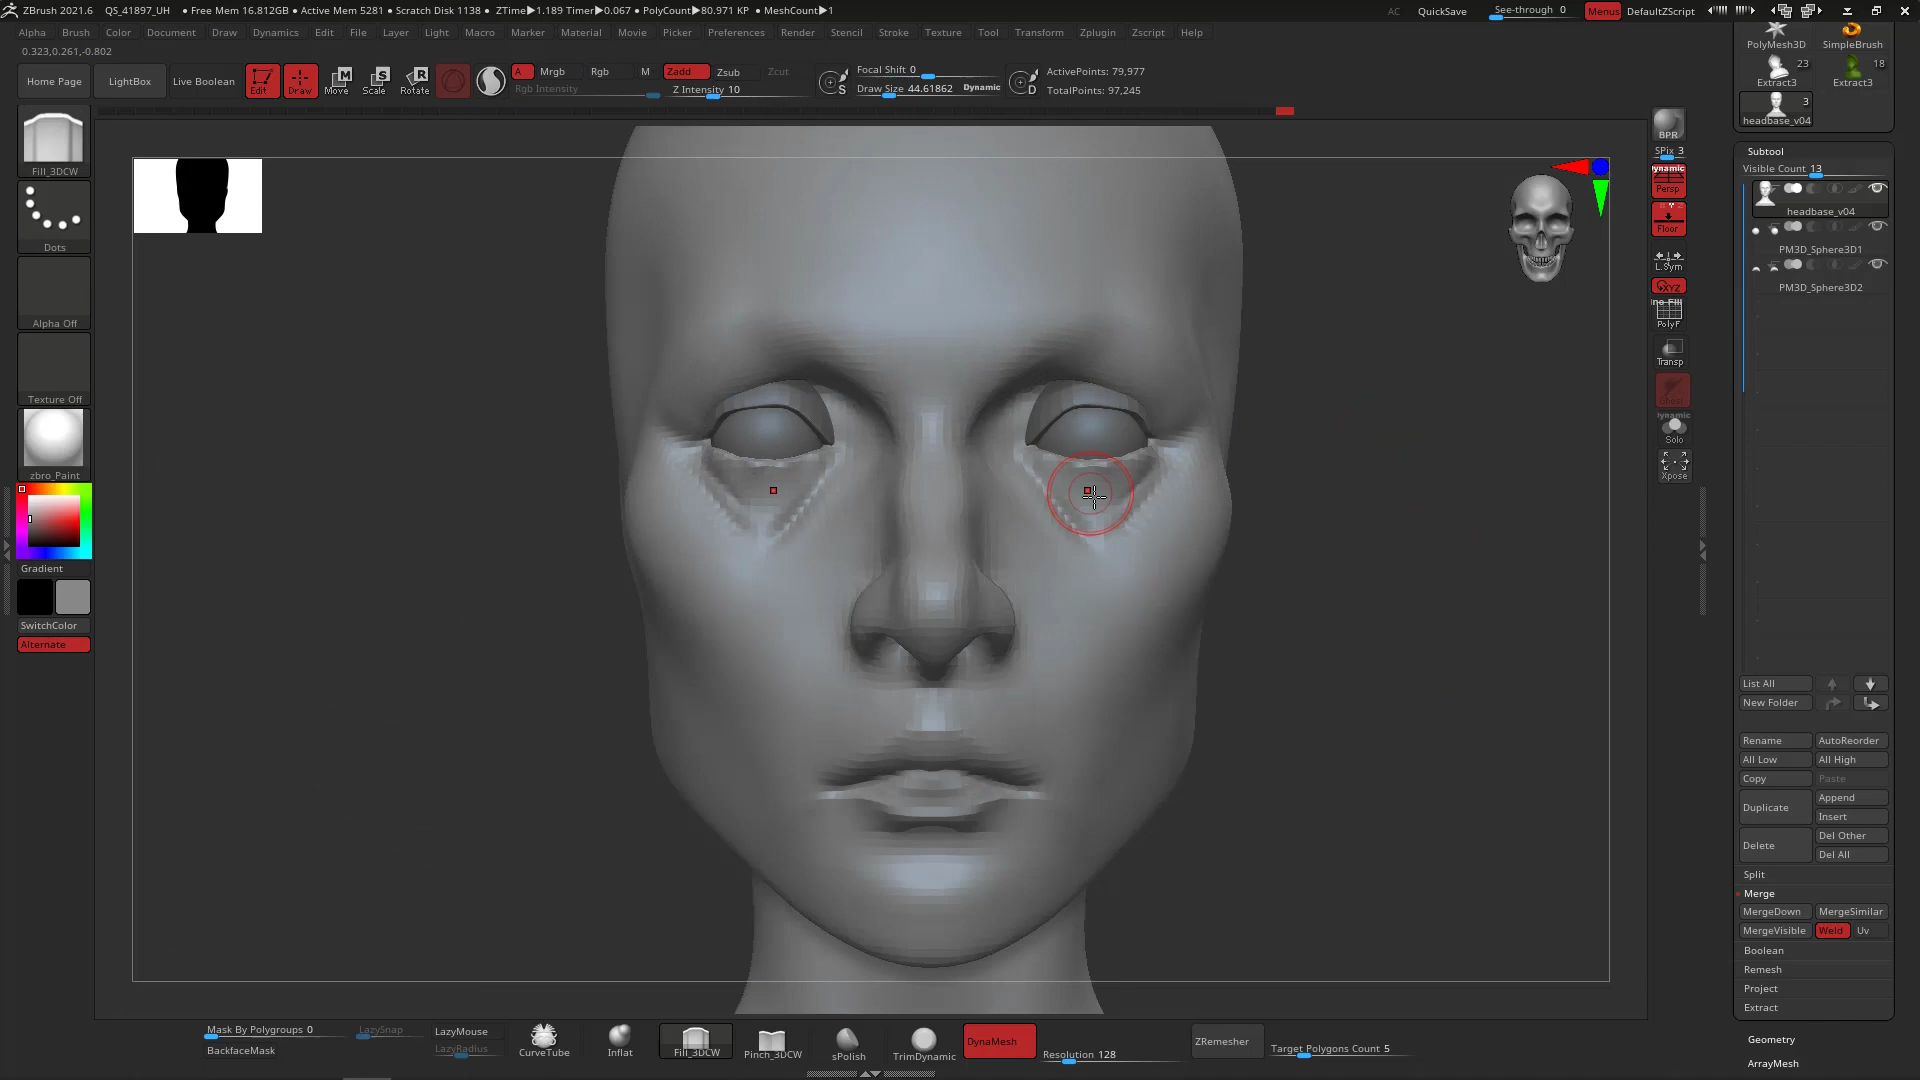 ZBrush 2021.6 QS_41897_UH • Free Mem 16.812GB • Active Mem 5281 • Scratch Disk 1138 • ZTime▶1.189 Timer▶0.067 • PolyCount▶80.971 KP • MeshCount▶1 AC QuickSave See-through 0 Menus DefaultZScript
Alpha Brush Color Document Draw Dynamics Edit File Layer Light Macro Marker Material Movie Picker Preferences Render Stencil Stroke Texture Tool Transform Zplugin Zscript Help
0.323,0.261,-0.802
Home Page LightBox Live Boolean Edit Draw Move Scale Rotate A Mrgb Rgb M Zadd Zsub Zcut
Rgb Intensity Z Intensity 10
S Focal Shift 0
Draw Size 44.61862 Dynamic D
ActivePoints: 79,977
TotalPoints: 97,245
Fill_3DCW
Dots
Alpha Off
Texture Off
zbro_Paint
Gradient
SwitchColor
Alternate
BPR
SPix 3
Persp
Floor
L.Sym
XYZ
PolyF
Transp
Ghost
Dynamic
Solo
Xpose
PolyMesh3D SimpleBrush
23 18
Extract3 Extract3
3
headbase_v04
Subtool
Visible Count 13
headbase_v04
PM3D_Sphere3D1
PM3D_Sphere3D2
List All
New Folder
Rename AutoReorder
All Low All High
Copy Paste
Duplicate Append
Insert
Delete Del Other
Del All
Split
Merge
MergeDown MergeSimilar
MergeVisible Weld Uv
Boolean
Remesh
Project
Extract
Geometry
ArrayMesh
Mask By Polygroups 0 LazySnap LazyMouse
BackfaceMask LazyRadius
CurveTube Inflat Fill_3DCW Pinch_3DCW sPolish TrimDynamic DynaMesh Resolution 128 ZRemesher Target Polygons Count 5